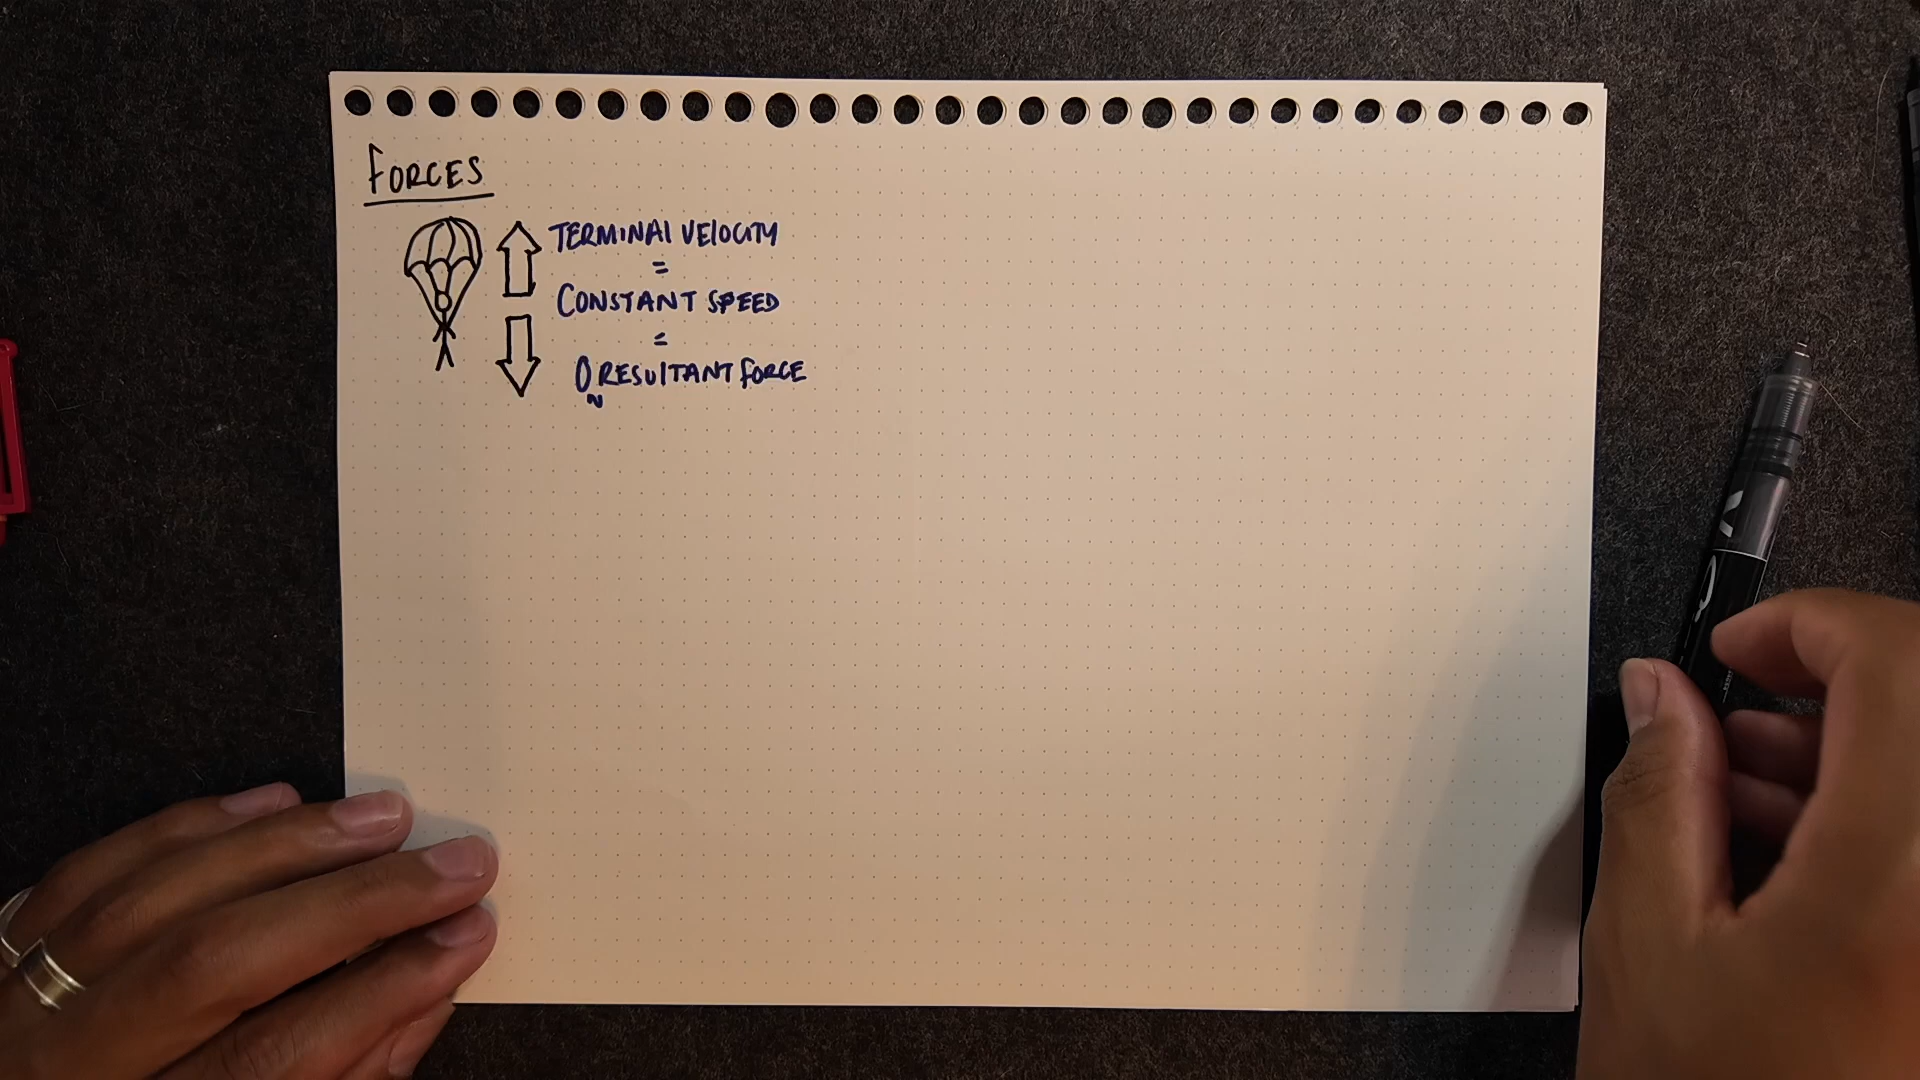 FORCES
TERMINAL VELOCITY
=
CONSTANT SPEED
=
0 RESULTANT FORCE
N